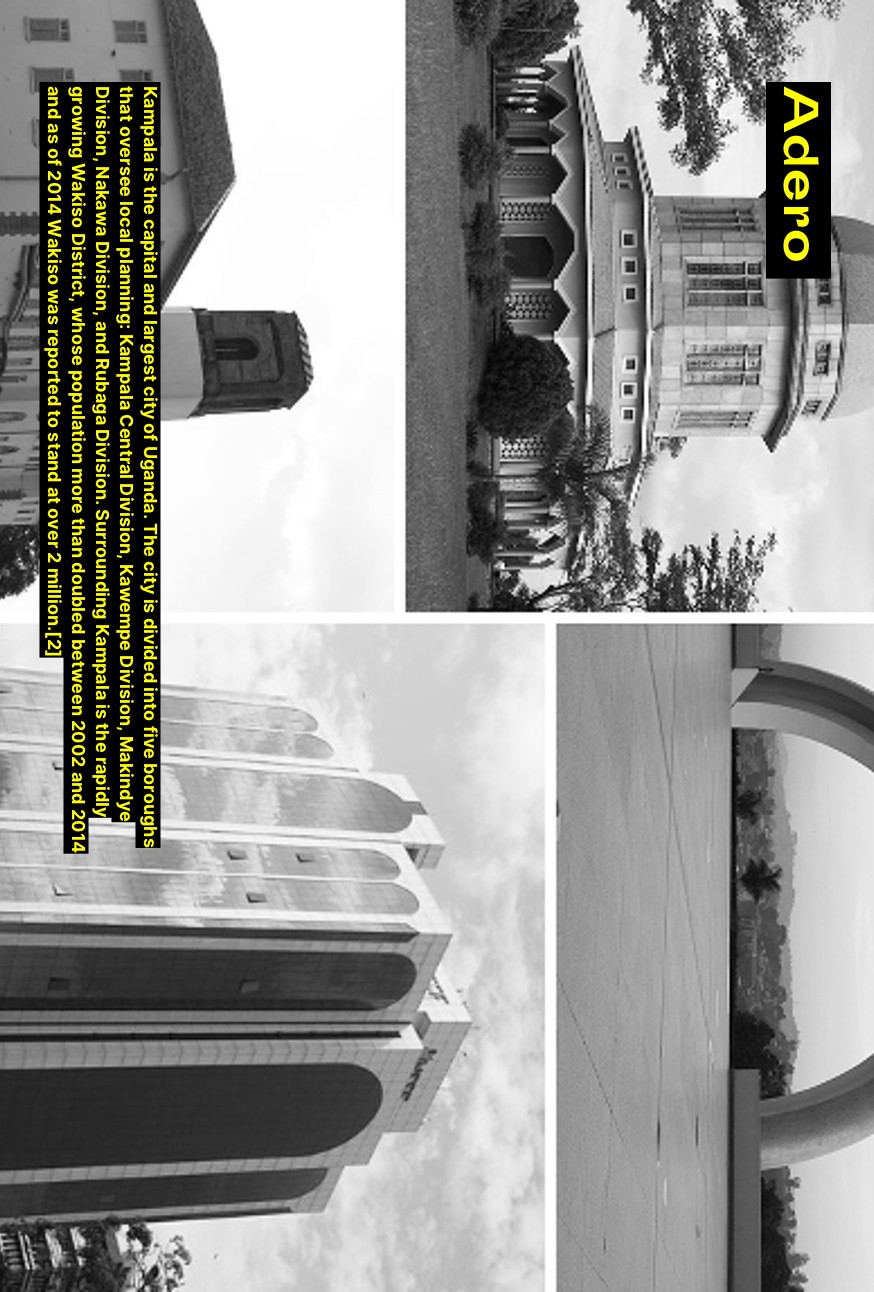 Adero
Kampala is the capital and largest city of Uganda. The city is divided into five boroughs
that oversee local planning: Kampala Central Division, Kawempe Division, Makindye
Division, Nakawa Division, and Rubaga Division. Surrounding Kampala is the rapidly
growing Wakiso District, whose population more than doubled between 2002 and 2014
and as of 2014 Wakiso was reported to stand at over 2 million.[2]